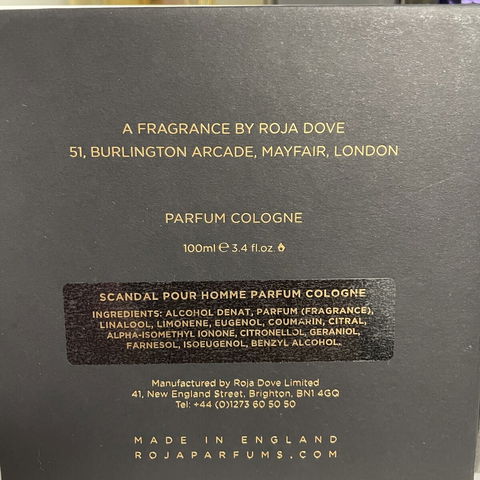 A FRAGRANCE BY ROJA DOVE
51, BURLINGTON ARCADE, MAYFAIR, LONDON
PARFUM COLOGNE
100ml ℮ 3.4 fl.oz.
SCANDAL POUR HOMME PARFUM COLOGNE
INGREDIENTS: ALCOHOL DENAT, PARFUM (FRAGRANCE),
LINALOOL, LIMONENE, EUGENOL, COUMARIN, CITRAL,
ALPHA-ISOMETHYL IONONE, CITRONELLOL, GERANIOL,
FARNESOL, ISOEUGENOL, BENZYL ALCOHOL.
Manufactured by Roja Dove Limited
41, New England Street, Brighton, BN1 4GQ
Tel: +44 (0)1273 60 50 50
MADE IN ENGLAND
ROJAPARFUMS.COM